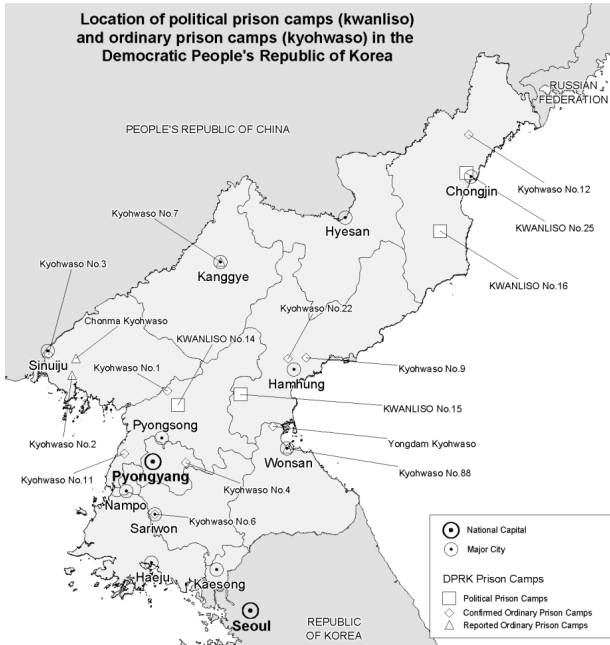 Location of political prison camps (kwanliso)
and ordinary prison camps (kyohwaso) in the
Democratic People's Republic of Korea
RUSSIAN
FEDERATION
PEOPLE'S REPUBLIC OF CHINA
Chongjin
Kyohwaso No.12
Kyohwaso No.7
Hyesan
KWANLISO No.25
Kyohwaso No.3
Kanggye
KWANLISO No.16
Kyohwaso No.22
Chonma Kyohwaso
KWANLISO No.14
Sinuiju
Kyohwaso No.1
Kyohwaso No.9
Hamhung
KWANLISO No.15
Pyongsong
Kyohwaso No.2
Yongdam Kyohwaso
Wonsan
Kyohwaso No.88
Kyohwaso No.11
Pyongyang
Kyohwaso No.4
Nampo
Kyohwaso No.6
Sariwon
Haeju
Kaesong
Seoul
REPUBLIC
OF KOREA
National Capital
Major City
DPRK Prison Camps
Political Prison Camps
Confirmed Ordinary Prison Camps
Reported Ordinary Prison Camps